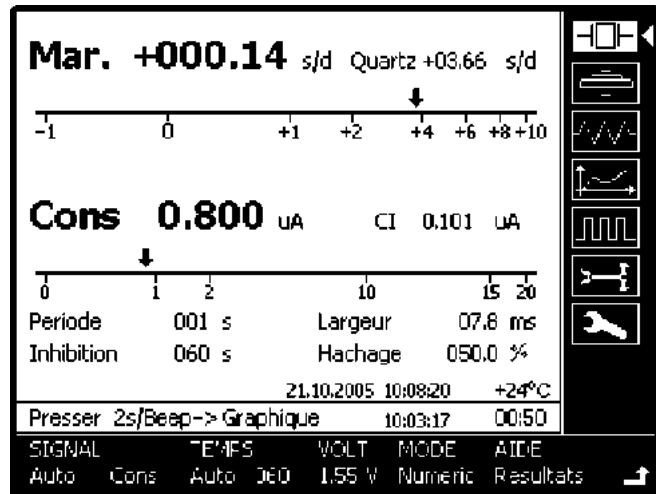 Mar. +000.14 s/d Quartz +03.66 s/d
-1 0 +1 +2 +4 +6 +8 +10
Cons 0.800 uA CI 0.101 uA
0 1 2 10 15 20
Periode 001 s Largeur 07.8 ms
Inhibition 060 s Hachage 050.0 %
21.10.2005 10:08:20 +24°C
Presser 2s/Beep-> Graphique 10:03:17 00:50
SIGNAL TEMPS VOLT MODE AIDE
Auto Cons Auto 060 1.55 V Numeric Resultats